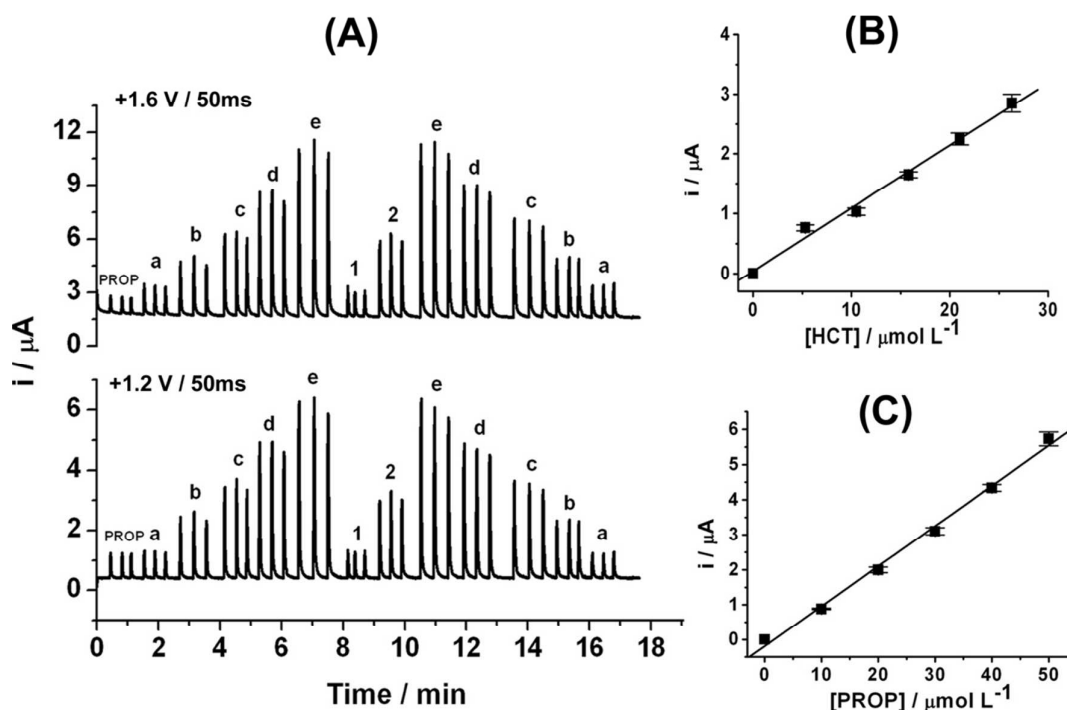 (A)
+1.6 V / 50ms
12
9
6
3
0
i / μA
PROP
a
b
c
d
e
1
2
e
d
c
b
a
+1.2 V / 50ms
6
4
2
0
PROP
a
b
c
d
e
1
2
e
d
c
b
a
0 2 4 6 8 10 12 14 16 18
Time / min
(B)
4
3
2
1
0
i / μA
0 10 20 30
[HCT] / μmol L⁻¹
(C)
6
5
4
3
2
1
0
i / μA
0 10 20 30 40 50
[PROP] / μmol L⁻¹